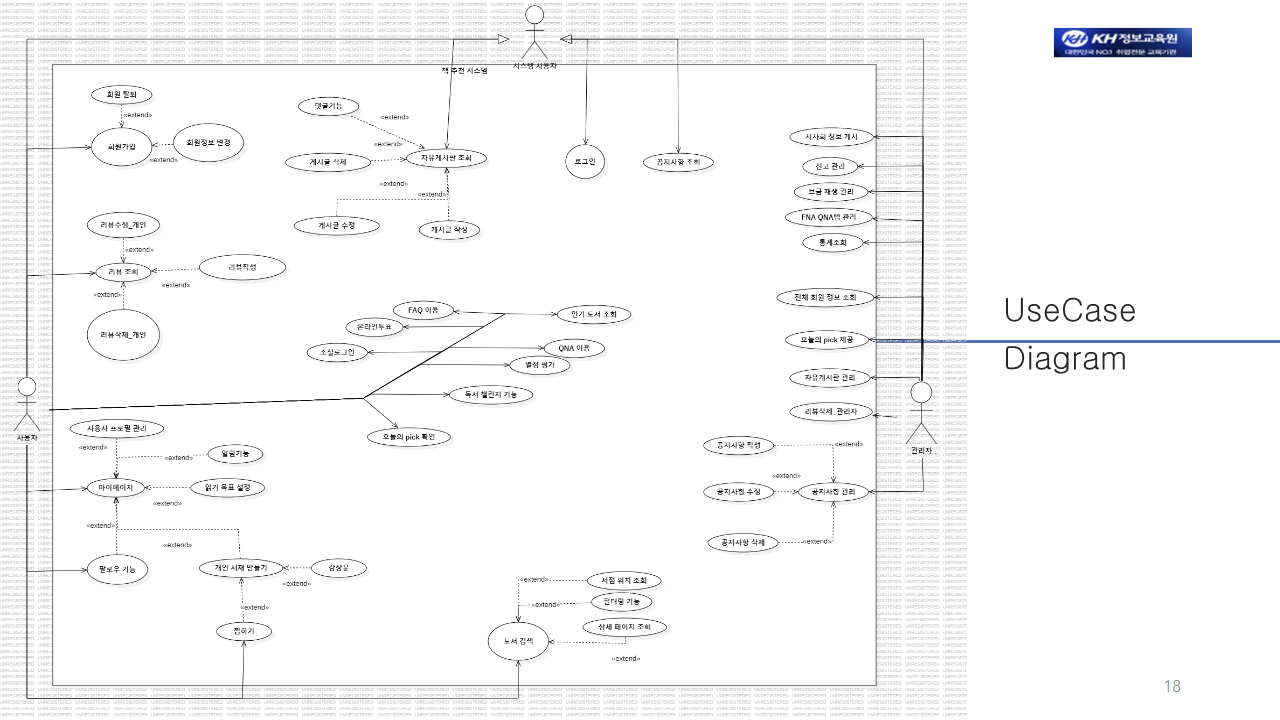 KH 정보교육원
대한민국 NO.1 취업전문 교육기관
시스템 사용자
책 추천 시스템
회원 탈퇴
«extend»
회원가입
회원정보 변경
«extend»
댓글기능
«extend»
«extend»
게시글 삭제
자유게시판 조회
«extend»
«extend»
게시글 수정
게시글 작성
로그인
공지사항 조회
시사회 정보 게시
신고 관리
브금 재생 관리
FNA QNA탭 관리
통계조회
리뷰수정_개인
«extend»
리뷰 조회
리뷰작성
«extend»
«extend»
리뷰삭제_개인
전체 회원 정보 조회
FAQ 이용
인기 도서 조회
온라인투표
소셜로그인
QNA 이용
별점 평가
오늘의 pick 제공
자유게시판 관리
독서 챌린지 기능
리뷰삭제_관리자
오늘의 pick 확인
사용자
관리자
사용자 프로필 관리
«extend»
«extend»
알림기능
마이페이지
읽기 목표 설정
«extend»
«extend»
«extend»
팔로우 기능
개인 서재 만들기
감상문
«extend»
«extend»
찜하기
공지사항 작성
«extend»
«extend»
공지사항 수정
공지사항 관리
공지사항 삭제
«extend»
«extend»
서점 위치 조회
«extend»
필터링 기능
상세 페이지 조회
도서 검색
«extend»
UseCase
Diagram
18